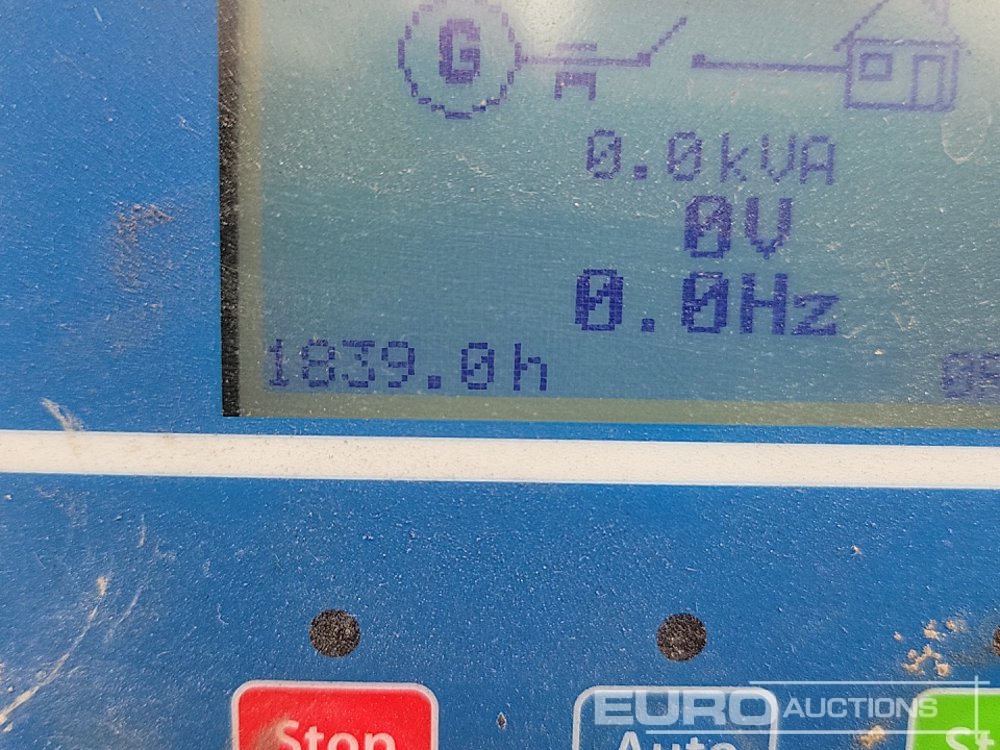 G
0.0kVA
0V
0.0Hz
1839.0h
Stop
Auto
EURO AUCTIONS